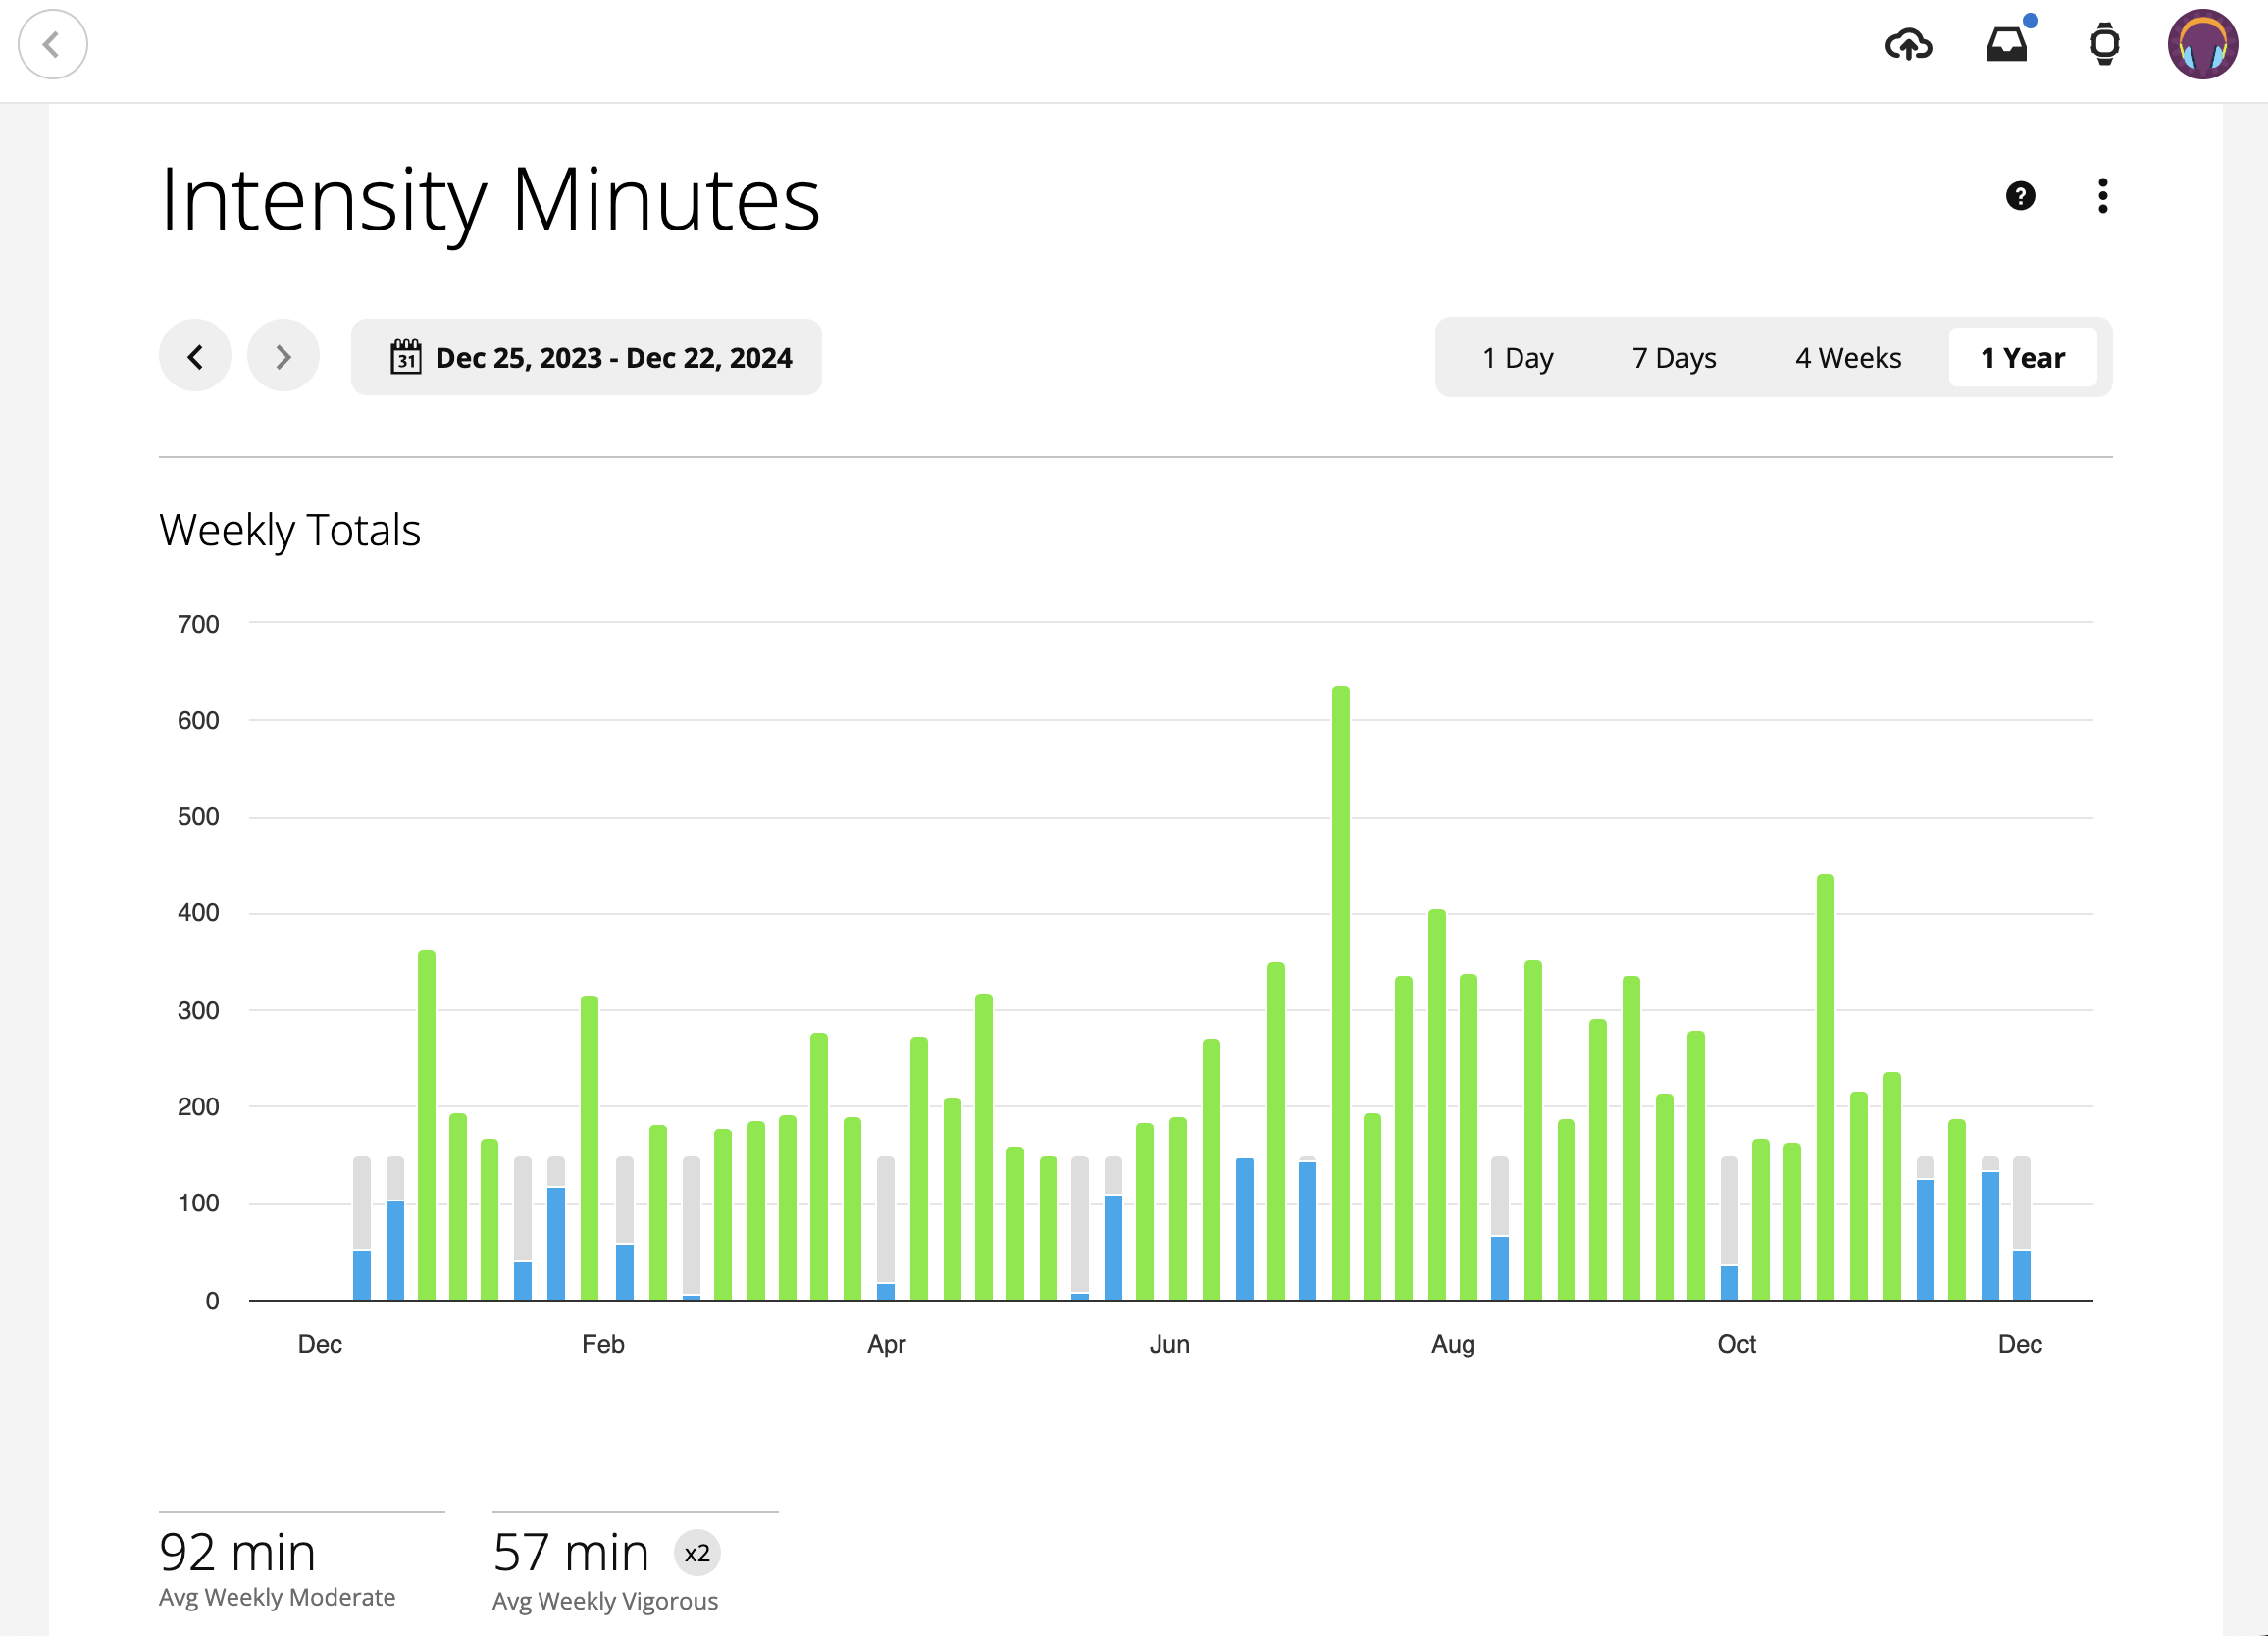 Intensity Minutes
?
31
Dec 25, 2023 - Dec 22, 2024
1 Day
7 Days
4 Weeks
1 Year
Weekly Totals
700
600
500
400
300
200
100
0
Dec
Feb
Apr
Jun
Aug
Oct
Dec
92 min
Avg Weekly Moderate
57 min
x2
Avg Weekly Vigorous